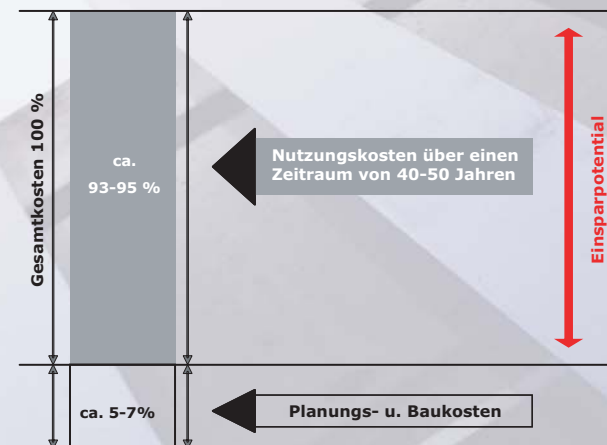 Gesamtkosten 100 %
ca.
93-95 %
Nutzungskosten über einen
Zeitraum von 40-50 Jahren
Einsparpotential
ca. 5-7%
Planungs- u. Baukosten